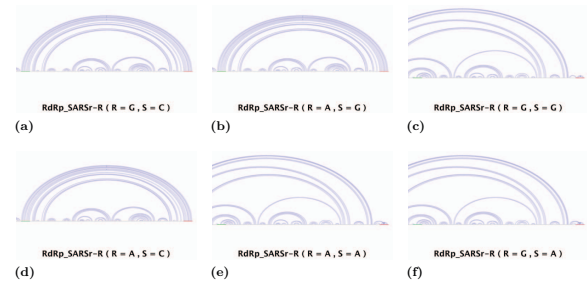 RdRp_SARSr-R ( R = G , S = C )
RdRp_SARSr-R ( R = A , S = G )
RdRp_SARSr-R ( R = G , S = G )
(a)
(b)
(c)
RdRp_SARSr-R ( R = A , S = C )
RdRp_SARSr-R ( R = A , S = A )
RdRp_SARSr-R ( R = G , S = A )
(d)
(e)
(f)